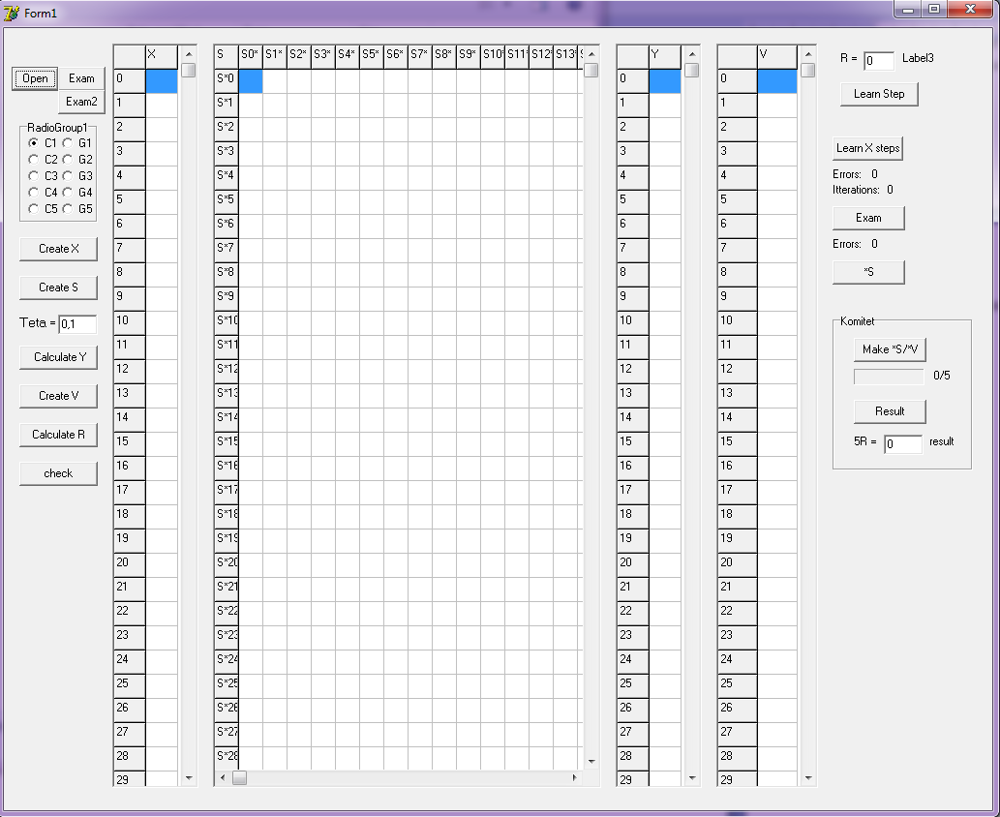 Form1
Open Exam
Exam2
RadioGroup1
C1 G1
C2 G2
C3 G3
C4 G4
C5 G5
Create X
Create S
Teta = 0,1
Calculate Y
Create V
Calculate R
check
X
0
1
2
3
4
5
6
7
8
9
10
11
12
13
14
15
16
17
18
19
20
21
22
23
24
25
26
27
28
29
S S0* S1* S2* S3* S4* S5* S6* S7* S8* S9* S10* S11* S12* S13*
S*0
S*1
S*2
S*3
S*4
S*5
S*6
S*7
S*8
S*9
S*10
S*11
S*12
S*13
S*14
S*15
S*16
S*17
S*18
S*19
S*20
S*21
S*22
S*23
S*24
S*25
S*26
S*27
S*28
Y
0
1
2
3
4
5
6
7
8
9
10
11
12
13
14
15
16
17
18
19
20
21
22
23
24
25
26
27
28
29
V
0
1
2
3
4
5
6
7
8
9
10
11
12
13
14
15
16
17
18
19
20
21
22
23
24
25
26
27
28
29
R = 0 Label3
Learn Step
Learn X steps
Errors: 0
Itterations: 0
Exam
Errors: 0
*S
Komitet
Make *S/*V
0/5
Result
5R = 0 result